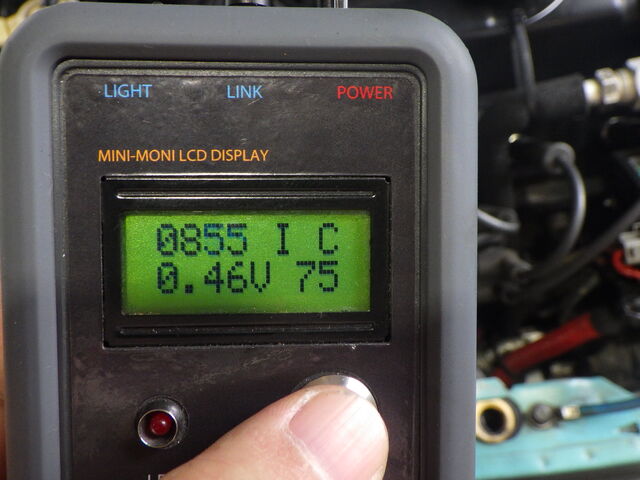 LIGHT LINK POWER
MINI-MONI LCD DISPLAY
0855 I C
0.46V 75